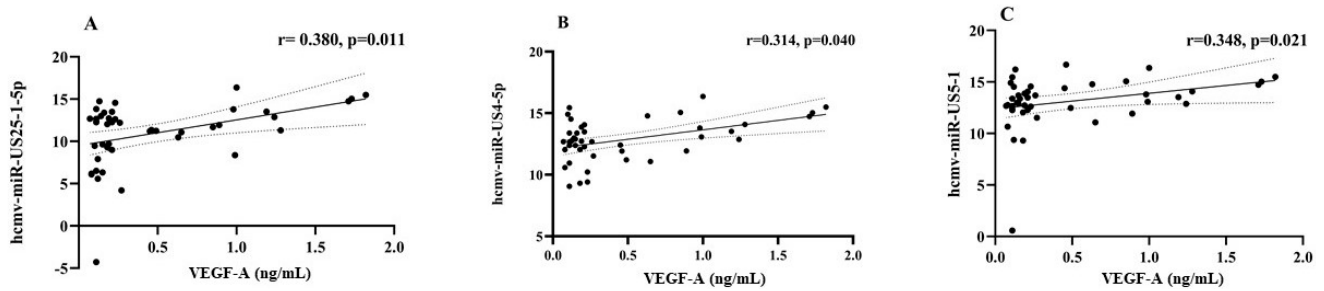 A
r= 0.380, p=0.011
hcmv-miR-US25-1-5p
20
15
10
5
0
-5
0.5
1.0
1.5
2.0
VEGF-A (ng/mL)
B
r=0.314, p=0.040
hcmv-miR-US4-5p
20
15
10
5
0.0
0.5
1.0
1.5
2.0
VEGF-A (ng/mL)
C
r=0.348, p=0.021
hcmv-miR-US5-1
20
15
10
5
0
0.0
0.5
1.0
1.5
2.0
VEGF-A (ng/mL)